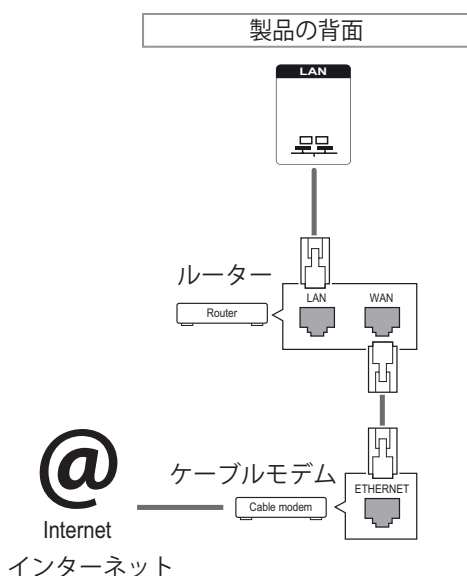 製品の背面
LAN
ルーター
LAN WAN
Router
ケーブルモデム
ETHERNET
@
Cable modem
Internet
インターネット